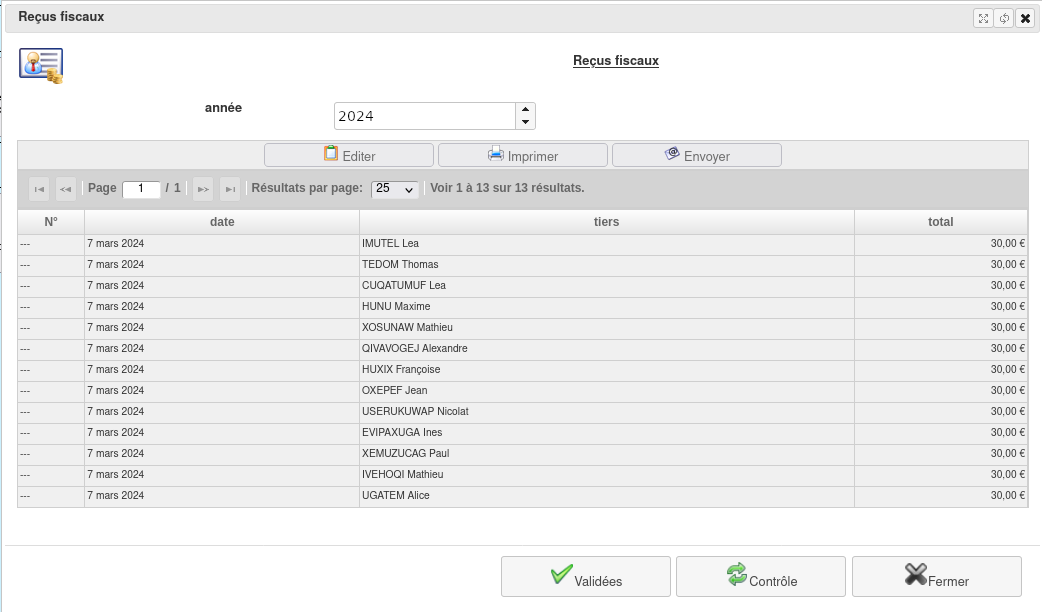 Reçus fiscaux
Reçus fiscaux
année
2024
Editer Imprimer Envoyer
Page 1 / 1 Résultats par page: 25 Voir 1 à 13 sur 13 résultats.
N° date tiers total
--- 7 mars 2024 IMUTEL Lea 30,00 €
--- 7 mars 2024 TEDOM Thomas 30,00 €
--- 7 mars 2024 CUQATUMUF Lea 30,00 €
--- 7 mars 2024 HUNU Maxime 30,00 €
--- 7 mars 2024 XOSUNAW Mathieu 30,00 €
--- 7 mars 2024 QIVAVOGEJ Alexandre 30,00 €
--- 7 mars 2024 HUXIX Françoise 30,00 €
--- 7 mars 2024 OXEPEF Jean 30,00 €
--- 7 mars 2024 USERUKUWAP Nicolat 30,00 €
--- 7 mars 2024 EVIPAXUGA Ines 30,00 €
--- 7 mars 2024 XEMUZUCAG Paul 30,00 €
--- 7 mars 2024 IVEHOQI Mathieu 30,00 €
--- 7 mars 2024 UGATEM Alice 30,00 €
Validées Contrôle Fermer